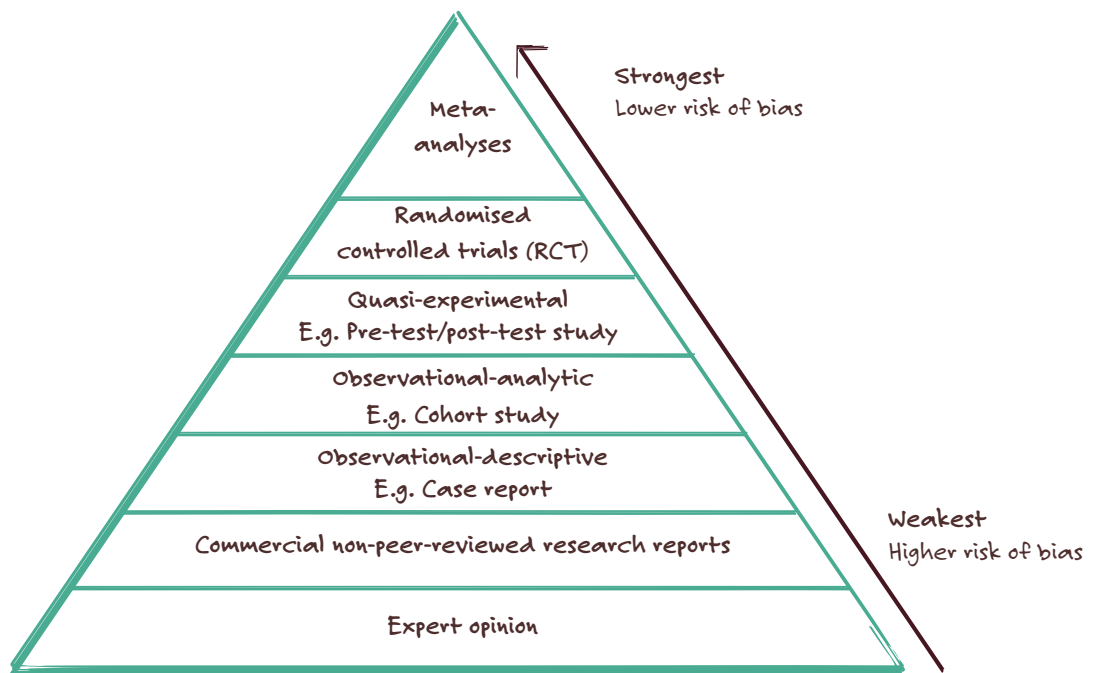 Strongest
Lower risk of bias
Meta-
analyses
Randomised
controlled trials (RCT)
Quasi-experimental
E.g. Pre-test/post-test study
Observational-analytic
E.g. Cohort study
Observational-descriptive
E.g. Case report
Weakest
Higher risk of bias
Commercial non-peer-reviewed research reports
Expert opinion